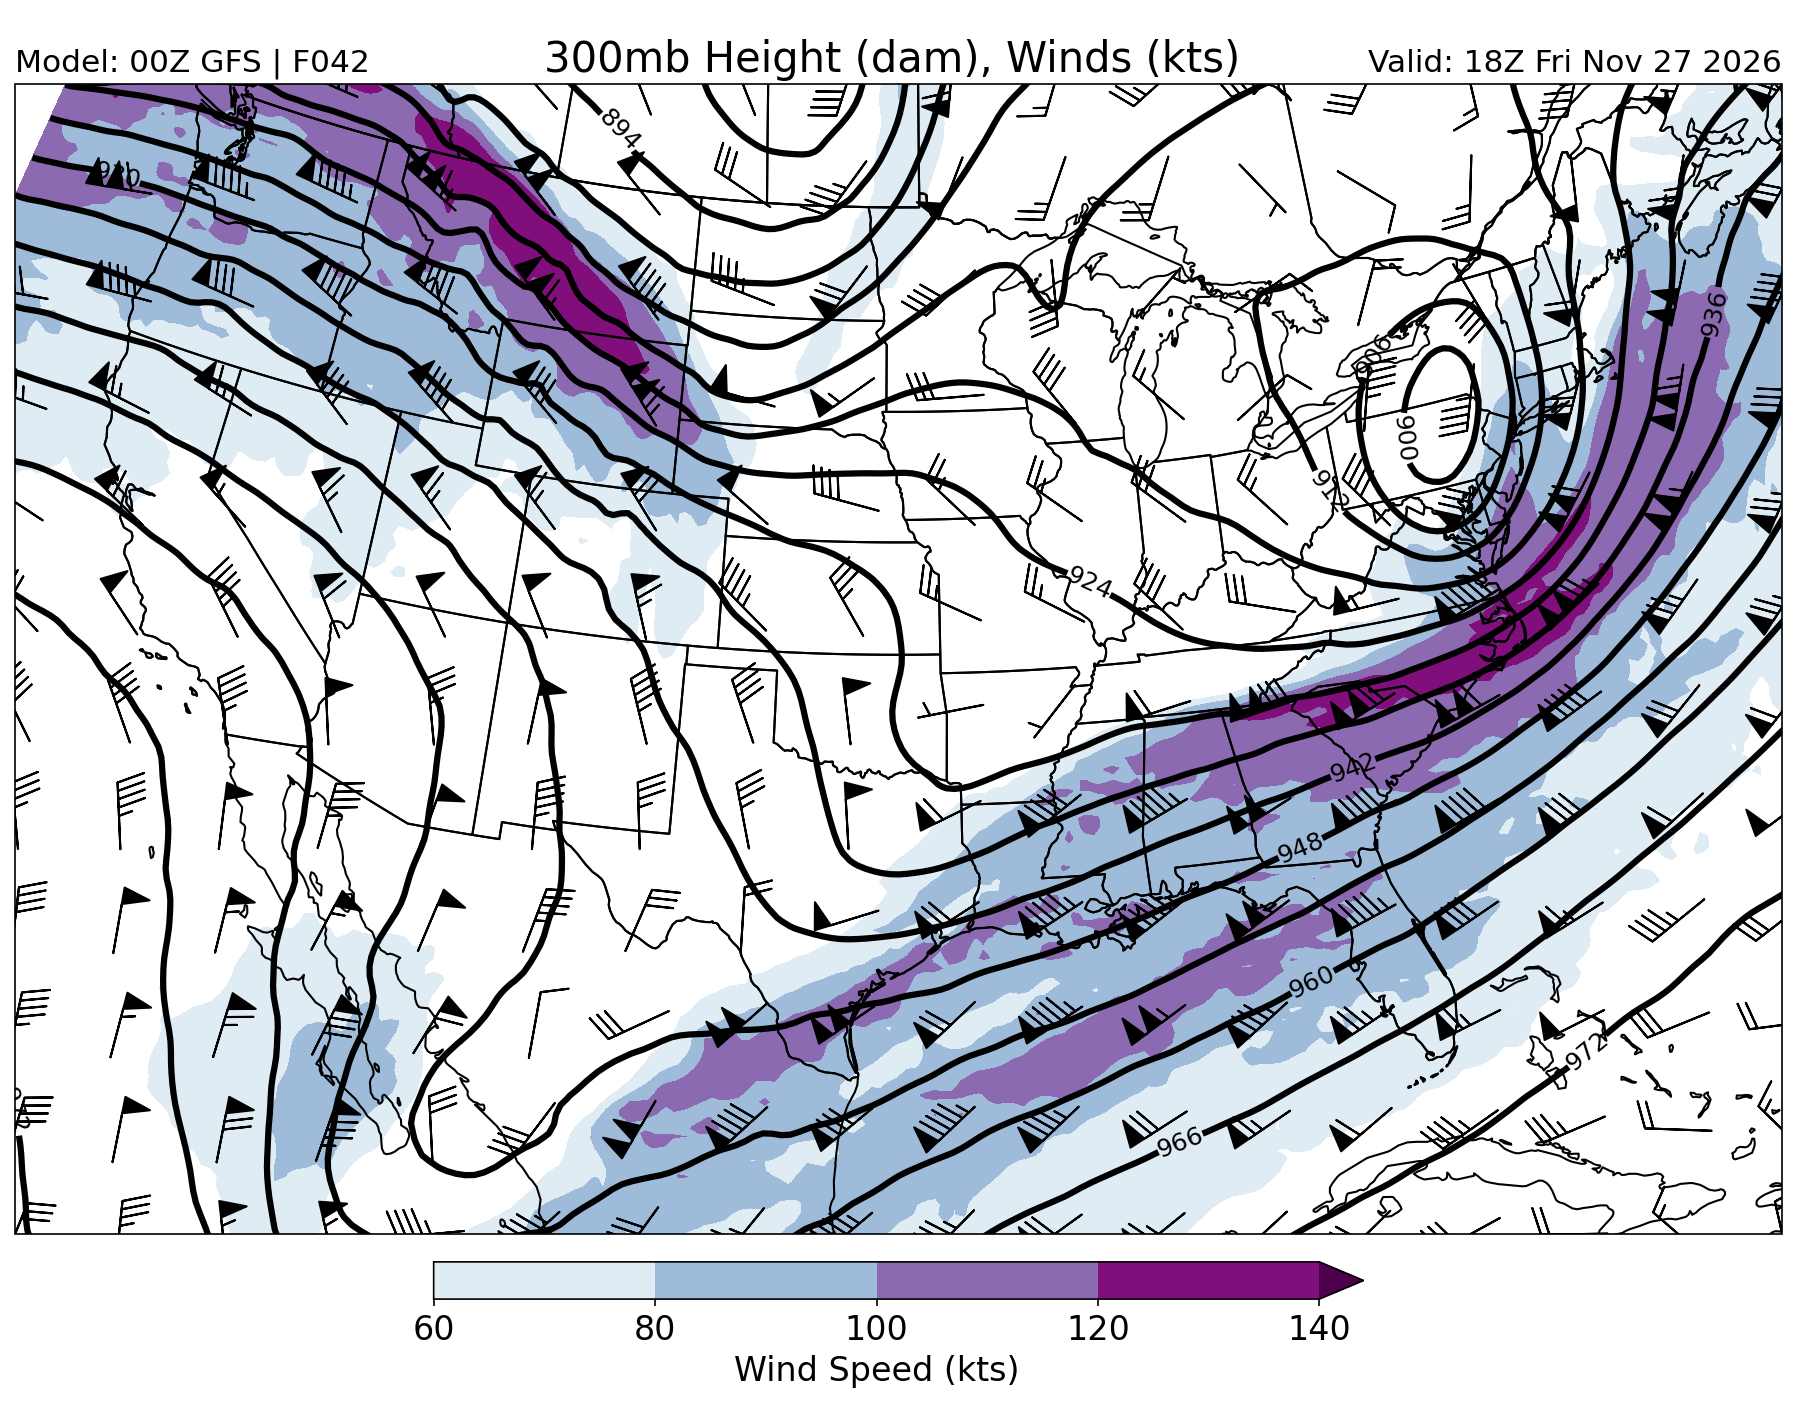 Model: 00Z GFS | F042
300mb Height (dam), Winds (kts)
Valid: 18Z Fri Nov 27 2026
894
930
936
906
900
912
924
942
948
960
972
966
60 80 100 120 140
Wind Speed (kts)